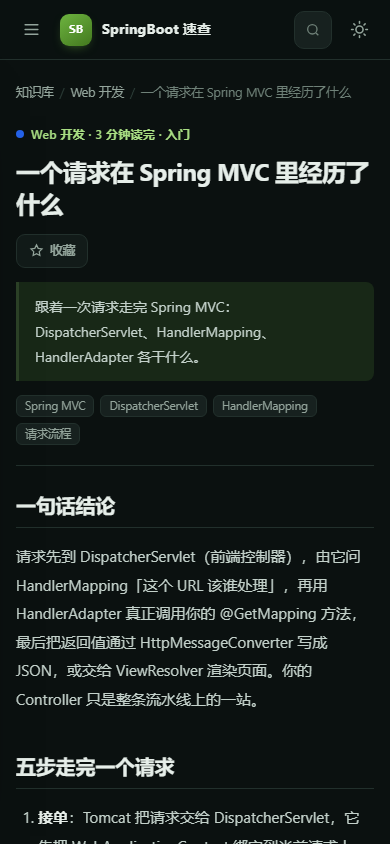 SB SpringBoot 速查
知识库 / Web 开发 / 一个请求在 Spring MVC 里经历了什么
Web 开发 · 3 分钟读完 · 入门
一个请求在 Spring MVC 里经历了
什么
收藏
跟着一次请求走完 Spring MVC：
DispatcherServlet、HandlerMapping、
HandlerAdapter 各干什么。
Spring MVC DispatcherServlet HandlerMapping
请求流程
一句话结论
请求先到 DispatcherServlet（前端控制器），由它问
HandlerMapping「这个 URL 该谁处理」，再用
HandlerAdapter 真正调用你的 @GetMapping 方法，
最后把返回值通过 HttpMessageConverter 写成
JSON，或交给 ViewResolver 渲染页面。你的
Controller 只是整条流水线上的一站。
五步走完一个请求
1. 接单：Tomcat 把请求交给 DispatcherServlet，它